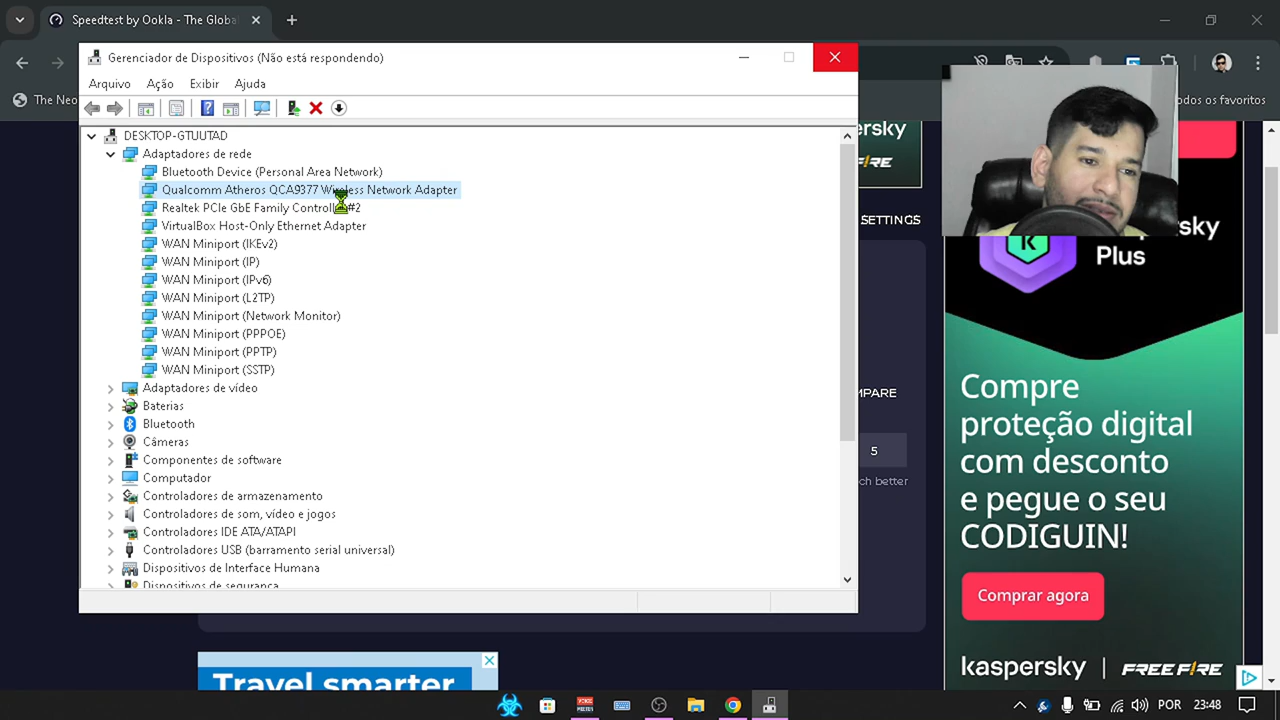 Speedtest by Ookla - The Global
Gerenciador de Dispositivos (Não está respondendo)
Arquivo Ação Exibir Ajuda
The Neo
odos os favoritos
DESKTOP-GTUUTAD
Adaptadores de rede
Bluetooth Device (Personal Area Network)
Qualcomm Atheros QCA9377 Wireless Network Adapter
Realtek PCIe GbE Family Controll #2
VirtualBox Host-Only Ethernet Adapter
WAN Miniport (IKEv2)
WAN Miniport (IP)
WAN Miniport (IPv6)
WAN Miniport (L2TP)
WAN Miniport (Network Monitor)
WAN Miniport (PPPOE)
WAN Miniport (PPTP)
WAN Miniport (SSTP)
Adaptadores de vídeo
Baterias
Bluetooth
Câmeras
Componentes de software
Computador
Controladores de armazenamento
Controladores de som, vídeo e jogos
Controladores IDE ATA/ATAPI
Controladores USB (barramento serial universal)
Dispositivos de Interface Humana
Dispositivos de segurança
persky
FREE FIRE
SETTINGS
MPARE
5
ch better
persky
Plus
Compre
proteção digital
com desconto
e pegue o seu
CODIGUIN!
Comprar agora
kaspersky | FREE FIRE
Travel smarter
POR 23:48